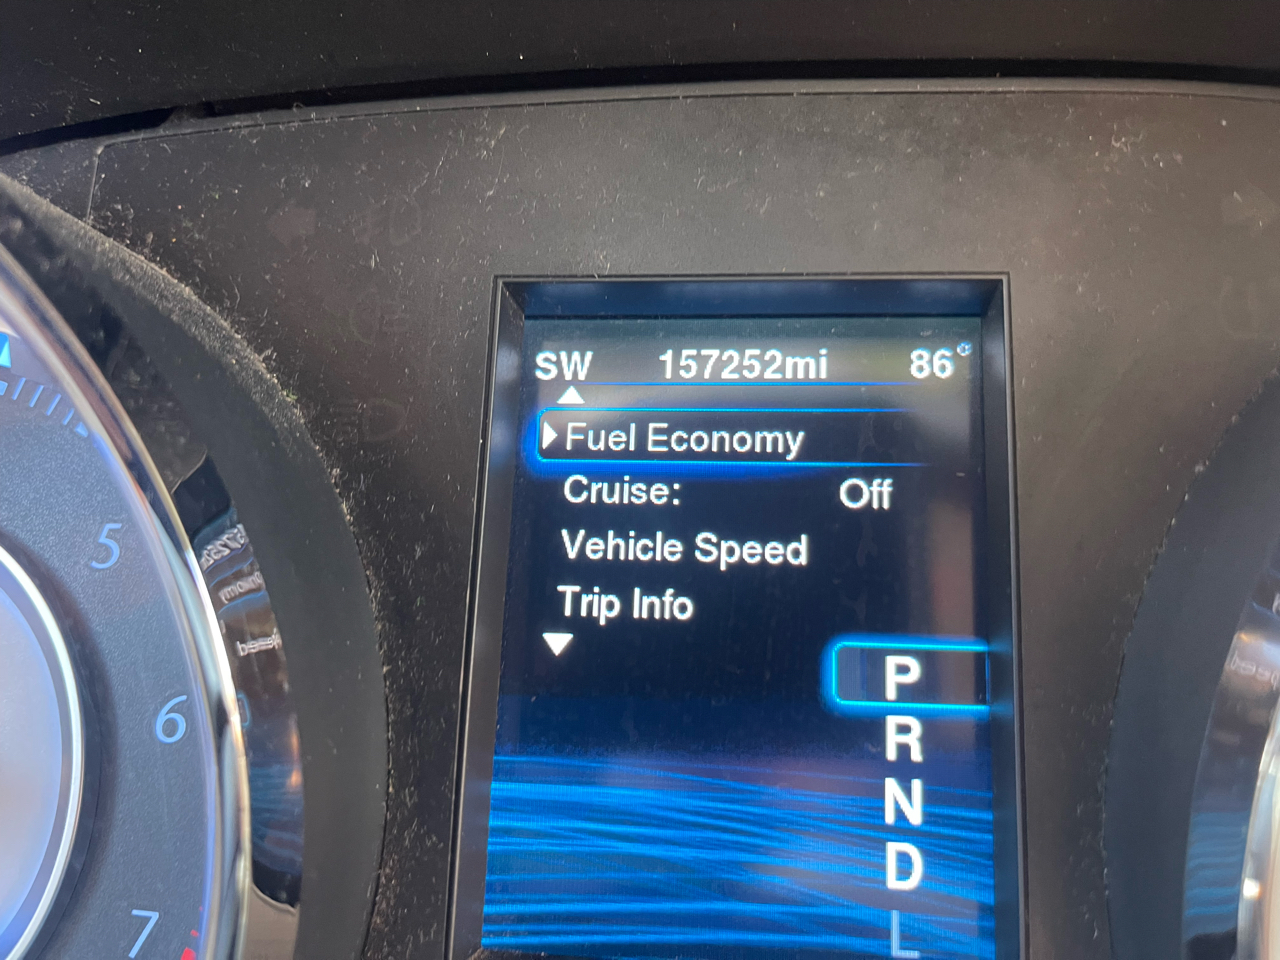 SW 157252mi 86°
Fuel Economy
Cruise: Off
Vehicle Speed
Trip Info
P
R
N
D
L
5
6
7